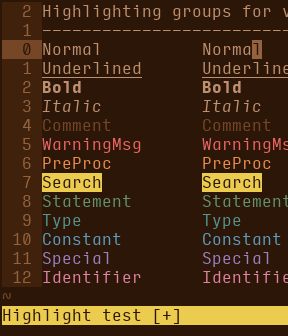 2 Highlighting groups for v
1 -------------------------
0 Normal Normal
1 Underlined Underline
2 Bold Bold
3 Italic Italic
4 Comment Comment
5 WarningMsg WarningMs
6 PreProc PreProc
7 Search Search
8 Statement Statement
9 Type Type
10 Constant Constant
11 Special Special
12 Identifier Identifie
~
Highlight test [+]